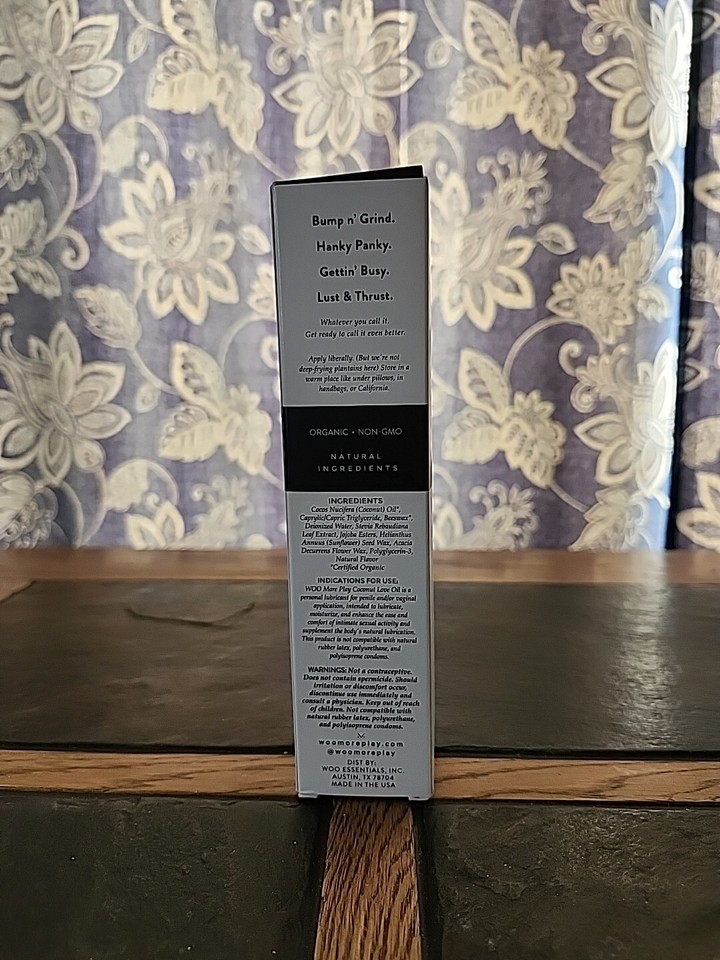 Bump n' Grind.
Hanky Panky.
Gettin' Busy.
Lust & Thrust.
Whatever you call it.
Get ready to call it even better.
Apply liberally. (But we're not
deep-frying plantains here) Store in a
warm place like under pillows, in
handbags, or California.
ORGANIC • NON-GMO
NATURAL
INGREDIENTS
INGREDIENTS
Cocos Nucifera (Coconut) Oil*,
Caprylic/Capric Triglyceride, Beeswax*,
Deionized Water, Stevia Rebaudiana
Leaf Extract, Jojoba Esters, Helianthus
Annuus (Sunflower) Seed Wax, Acacia
Decurrens Flower Wax, Polyglycerin-3,
Natural Flavor
*Certified Organic
INDICATIONS FOR USE:
WOO More Play Coconut Love Oil is a
personal lubricant for penile and/or vaginal
application, intended to lubricate,
moisturize, and enhance the ease and
comfort of intimate sexual activity and
supplement the body's natural lubrication.
This product is not compatible with natural
rubber latex, polyurethane, and
polyisoprene condoms.
WARNINGS: Not a contraceptive.
Does not contain spermicide. Should
irritation or discomfort occur,
discontinue use immediately and
consult a physician. Keep out of reach
of children. Not compatible with
natural rubber latex, polyurethane,
and polyisoprene condoms.
woomoreplay.com
@woomoreplay
DIST BY:
WOO ESSENTIALS, INC.
AUSTIN, TX 78704
MADE IN THE USA